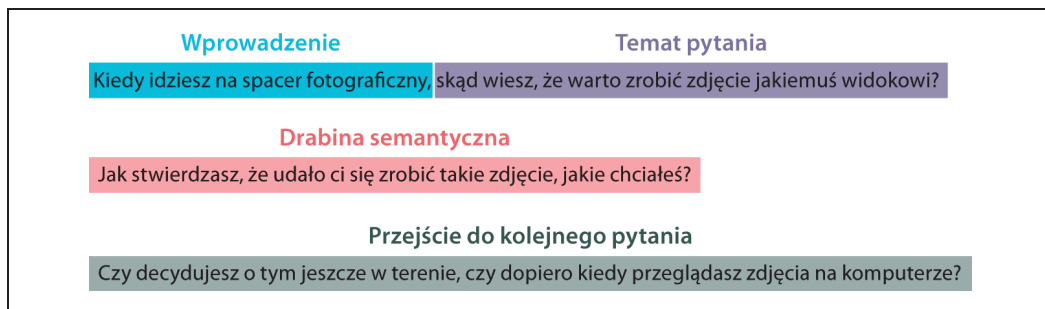 Wprowadzenie
Temat pytania
Kiedy idziesz na spacer fotograficzny, skąd wiesz, że warto zrobić zdjęcie jakiemuś widokowi?
Drabina semantyczna
Jak stwierdzasz, że udało ci się zrobić takie zdjęcie, jakie chciałeś?
Przejście do kolejnego pytania
Czy decydujesz o tym jeszcze w terenie, czy dopiero kiedy przeglądasz zdjęcia na komputerze?